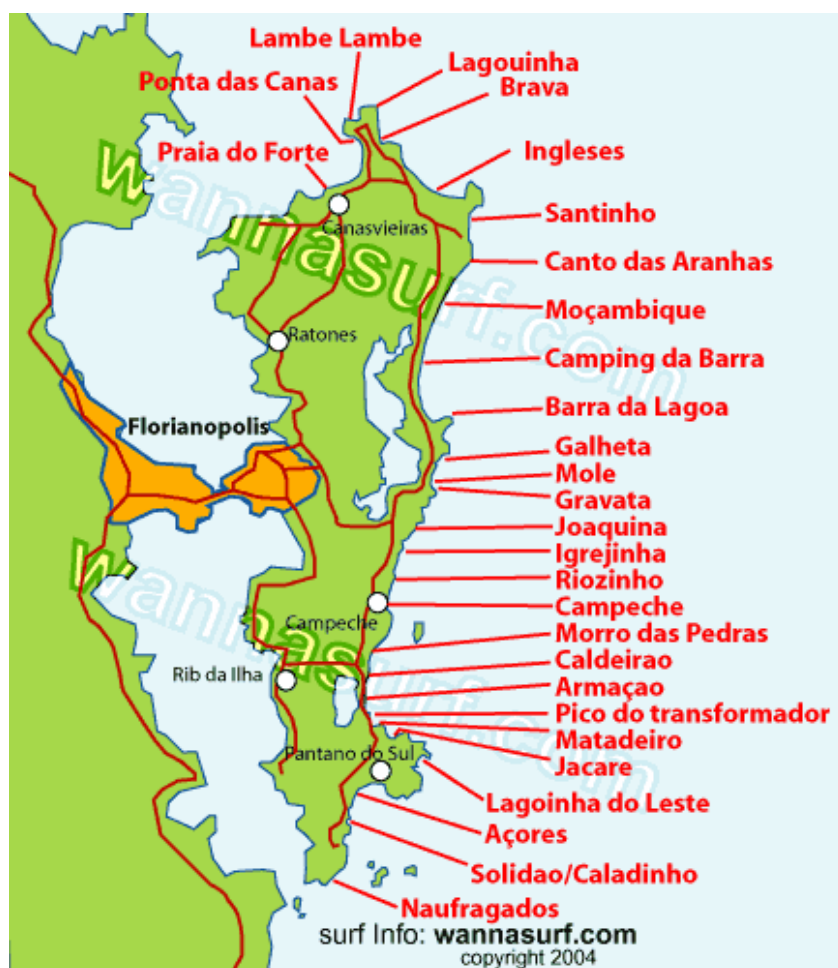 Lambe Lambe
Lagouinha
Ponta das Canas
Brava
Praia do Forte
Ingleses
Santinho
Canasvieiras
Canto das Aranhas
Moçambique
Ratones
Camping da Barra
Barra da Lagoa
Florianopolis
Galheta
Mole
Gravata
Joaquina
Igrejinha
Riozinho
Campeche
Campeche
Morro das Pedras
Caldeirao
Rib da Ilha
Armaçao
Pico do transformador
Matadeiro
Pantano do Sul
Jacare
Lagoinha do Leste
Açores
Solidao/Caladinho
Naufragados
surf Info: wannasurf.com
copyright 2004
wannasurf.com
wannasurf.com